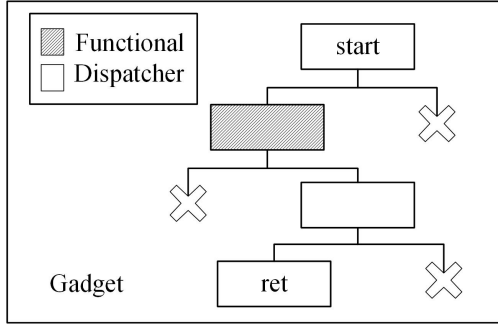 Functional
Dispatcher
start
ret
Gadget